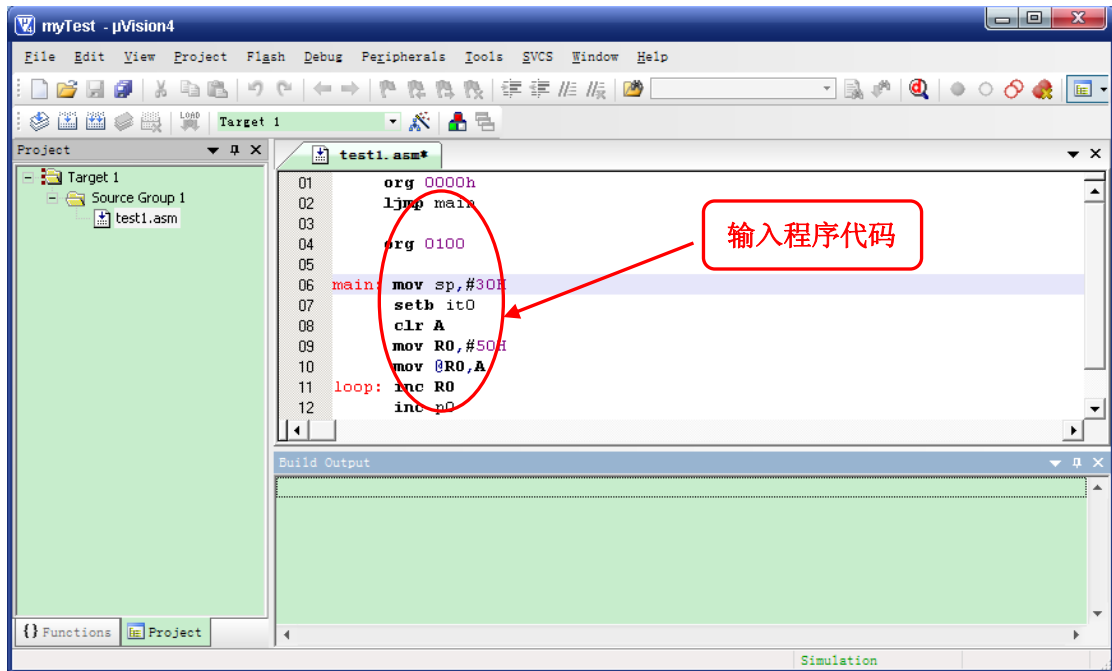 myTest - µVision4
File Edit View Project Flash Debug Peripherals Tools SVCS Window Help
LOAD Target 1
Project
Target 1
Source Group 1
test1.asm
test1.asm*
01 org 0000h
02 ljmp main
03
04 org 0100
05
06 main: mov sp,#30H
07 setb it0
08 clr A
09 mov R0,#50H
10 mov @R0,A
11 loop: inc R0
12 inc p0
输入程序代码
Build Output
{} Functions Project
Simulation